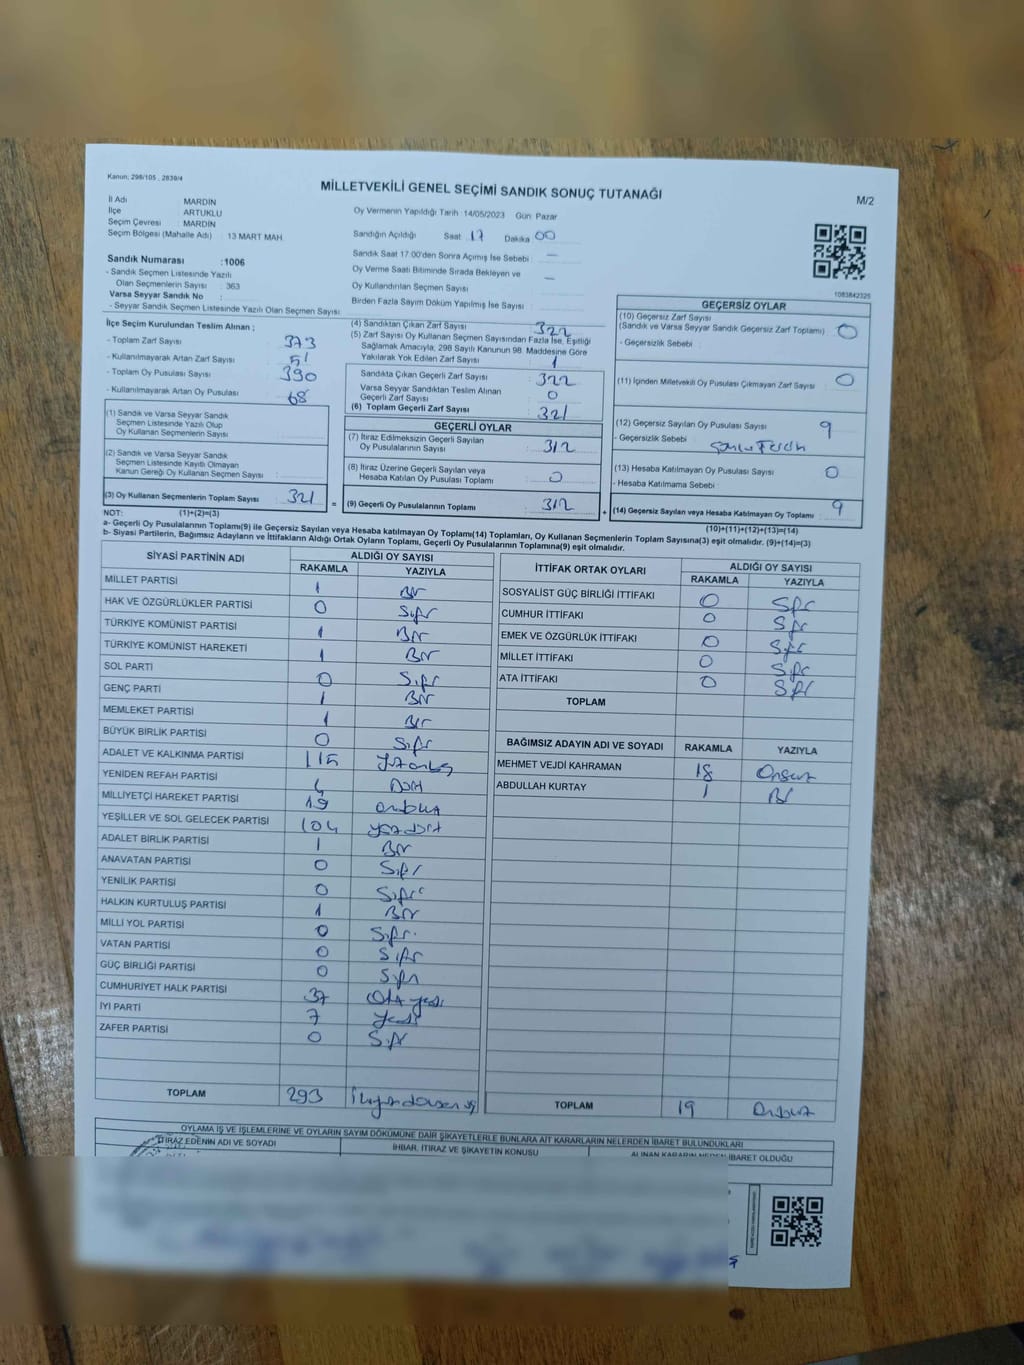 Kanun; 298/105 , 2839/4
MİLLETVEKİLİ GENEL SEÇİMİ SANDIK SONUÇ TUTANAĞI
M/2
İl Adı : MARDİN
İlçe : ARTUKLU
Seçim Çevresi : MARDİN
Seçim Bölgesi (Mahalle Adı) : 13 MART MAH.
Oy Vermenin Yapıldığı Tarih :14/05/2023 Gün: Pazar
Sandığın Açıldığı Saat : 17 Dakika : 00
Sandık Saat 17.00'den Sonra Açımış İse Sebebi : —
Oy Verme Saati Bitiminde Sırada Bekleyen ve
Oy Kullandırılan Seçmen Sayısı : —
Birden Fazla Sayım Döküm Yapılmış İse Sayısı :
Sandık Numarası :1006
- Sandık Seçmen Listesinde Yazılı
Olan Seçmenlerin Sayısı : 363
Varsa Seyyar Sandık No :
- Seyyar Sandık Seçmen Listesinde Yazılı Olan Seçmen Sayısı:
1083842325
İlçe Seçim Kurulundan Teslim Alınan ;
- Toplam Zarf Sayısı : 373
- Kullanılmayarak Artan Zarf Sayısı : 51
- Toplam Oy Pusulası Sayısı : 390
- Kullanılmayarak Artan Oy Pusulası : 68
(1) Sandık ve Varsa Seyyar Sandık
Seçmen Listesinde Yazılı Olup
Oy Kullanan Seçmenlerin Sayısı :
(2) Sandık ve Varsa Seyyar Sandık
Seçmen Listesinde Kayıtlı Olmayan
Kanun Gereği Oy Kullanan Seçmen Sayısı :
(3) Oy Kullanan Seçmenlerin Toplam Sayısı : 321
(4) Sandıktan Çıkan Zarf Sayısı : 322
(5) Zarf Sayısı Oy Kullanan Seçmen Sayısından Fazla İse, Eşitliği
Sağlamak Amacıyla, 298 Sayılı Kanunun 98. Maddesine Göre
Yakılarak Yok Edilen Zarf Sayısı : 1
Sandıkta Çıkan Geçerli Zarf Sayısı : 322
Varsa Seyyar Sandıktan Teslim Alınan
Geçerli Zarf Sayısı : 0
(6) Toplam Geçerli Zarf Sayısı : 321
GEÇERLİ OYLAR
(7) İtiraz Edilmeksizin Geçerli Sayılan
Oy Pusulalarının Sayısı : 312
(8) İtiraz Üzerine Geçerli Sayılan veya
Hesaba Katılan Oy Pusulası Toplamı : 0
= (9) Geçerli Oy Pusulalarının Toplamı : 312
GEÇERSİZ OYLAR
(10) Geçersiz Zarf Sayısı
(Sandık ve Varsa Seyyar Sandık Geçersiz Zarf Toplamı) : 0
- Geçersizlik Sebebi :
(11) İçinden Milletvekili Oy Pusulası Çıkmayan Zarf Sayısı : 0
(12) Geçersiz Sayılan Oy Pusulası Sayısı : 9
- Geçersizlik Sebebi :
(13) Hesaba Katılmayan Oy Pusulası Sayısı : 0
- Hesaba Katılmama Sebebi :
+ (14) Geçersiz Sayılan veya Hesaba Katılmayan Oy Toplamı : 9
NOT: (1)+(2)=(3)
(10)+(11)+(12)+(13)=(14)
a- Geçerli Oy Pusulalarının Toplamı(9) ile Geçersiz Sayılan veya Hesaba katılmayan Oy Toplamı(14) Toplamları, Oy Kullanan Seçmenlerin Toplam Sayısına(3) eşit olmalıdır. (9)+(14)=(3)
b- Siyasi Partilerin, Bağımsız Adayların ve İttifakların Aldığı Ortak Oyların Toplamı, Geçerli Oy Pusulalarının Toplamına(9) eşit olmalıdır.
SİYASİ PARTİNİN ADI ALDIĞI OY SAYISI
RAKAMLA YAZIYLA
MİLLET PARTİSİ 1 Bir
HAK VE ÖZGÜRLÜKLER PARTİSİ 0 Sıfır
TÜRKİYE KOMÜNİST PARTİSİ 1 Bir
TÜRKİYE KOMÜNİST HAREKETİ 1 Bir
SOL PARTİ 0 Sıfır
GENÇ PARTİ 1 Bir
MEMLEKET PARTİSİ 1 Bir
BÜYÜK BİRLİK PARTİSİ 0 Sıfır
ADALET VE KALKINMA PARTİSİ 115 Yüzonbeş
YENİDEN REFAH PARTİSİ 4 Dört
MİLLİYETÇİ HAREKET PARTİSİ 19
YEŞİLLER VE SOL GELECEK PARTİSİ 104 yüzdört
ADALET BİRLİK PARTİSİ 1 Bir
ANAVATAN PARTİSİ 0 Sıfır
YENİLİK PARTİSİ 0 Sıfır
HALKIN KURTULUŞ PARTİSİ 1 Bir
MİLLİ YOL PARTİSİ 0 Sıfır
VATAN PARTİSİ 0 Sıfır
GÜÇ BİRLİĞİ PARTİSİ 0 Sıfır
CUMHURİYET HALK PARTİSİ 37 Otuzyedi
İYİ PARTİ 7 Yedi
ZAFER PARTİSİ 0 Sıfır
TOPLAM 293
İTTİFAK ORTAK OYLARI ALDIĞI OY SAYISI
RAKAMLA YAZIYLA
SOSYALİST GÜÇ BİRLİĞİ İTTİFAKI 0 Sıfır
CUMHUR İTTİFAKI 0 Sıfır
EMEK VE ÖZGÜRLÜK İTTİFAKI 0 Sıfır
MİLLET İTTİFAKI 0 Sıfır
ATA İTTİFAKI 0 Sıfır
TOPLAM
BAĞIMSIZ ADAYIN ADI VE SOYADI RAKAMLA YAZIYLA
MEHMET VEJDİ KAHRAMAN 18 Onsekiz
ABDULLAH KURTAY 1 Bir
TOPLAM 19 Ondokuz
OYLAMA İŞ VE İŞLEMLERİNE VE OYLARIN SAYIM DÖKÜMÜNE DAİR ŞİKAYETLERLE BUNLARA AİT KARARLARIN NELERDEN İBARET BULUNDUKLARI
İTİRAZ EDENİN ADI VE SOYADI
İHBAR, İTİRAZ VE ŞİKAYETİN KONUSU
ALINAN KARARIN NEDEN İBARET OLDUĞU